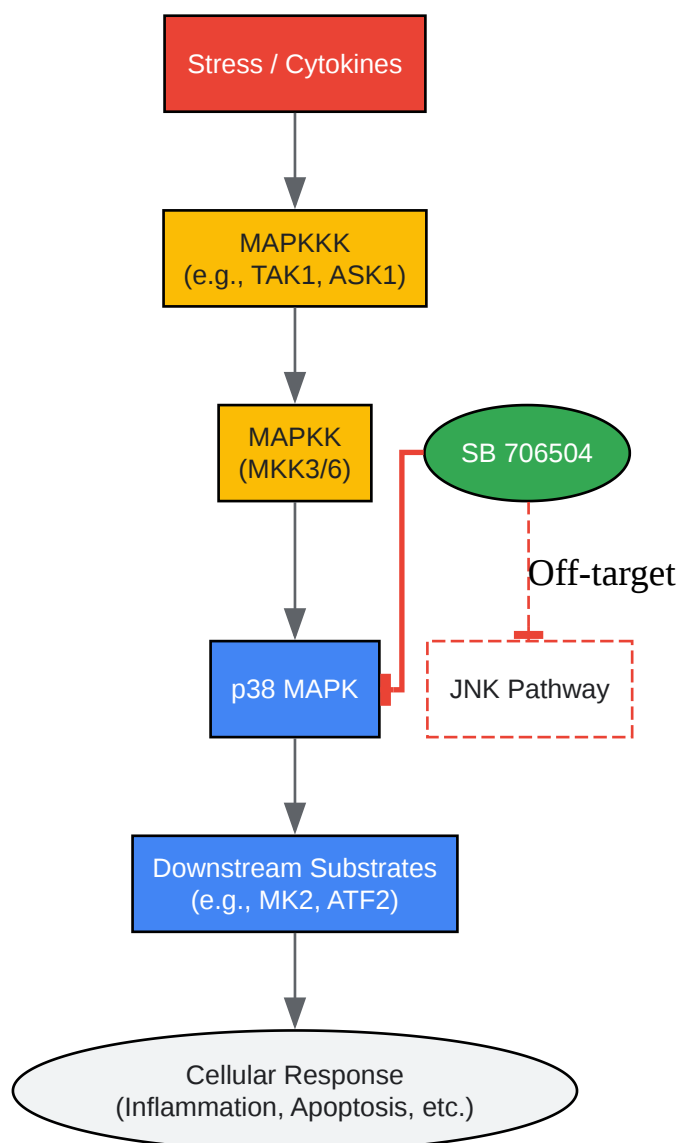 Stress / Cytokines
MAPKKK
(e.g., TAK1, ASK1)
MAPKK
(MKK3/6)
SB 706504
Off-target
p38 MAPK
JNK Pathway
Downstream Substrates
(e.g., MK2, ATF2)
Cellular Response
(Inflammation, Apoptosis, etc.)